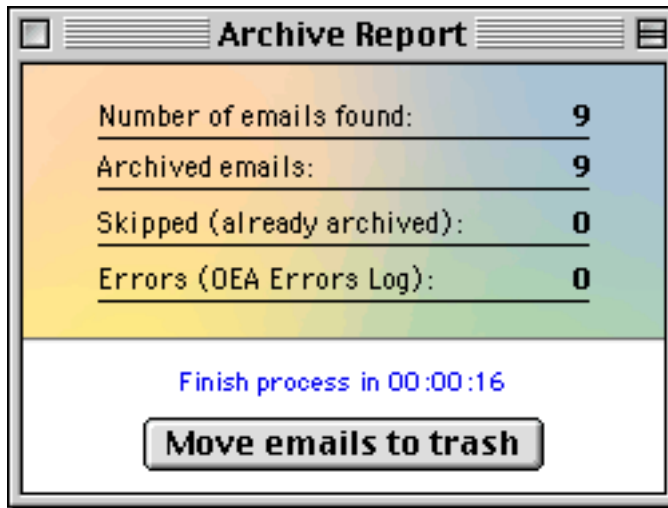 Archive Report
Number of emails found: 9
Archived emails: 9
Skipped (already archived): 0
Errors (OEA Errors Log): 0
Finish process in 00:00:16
Move emails to trash